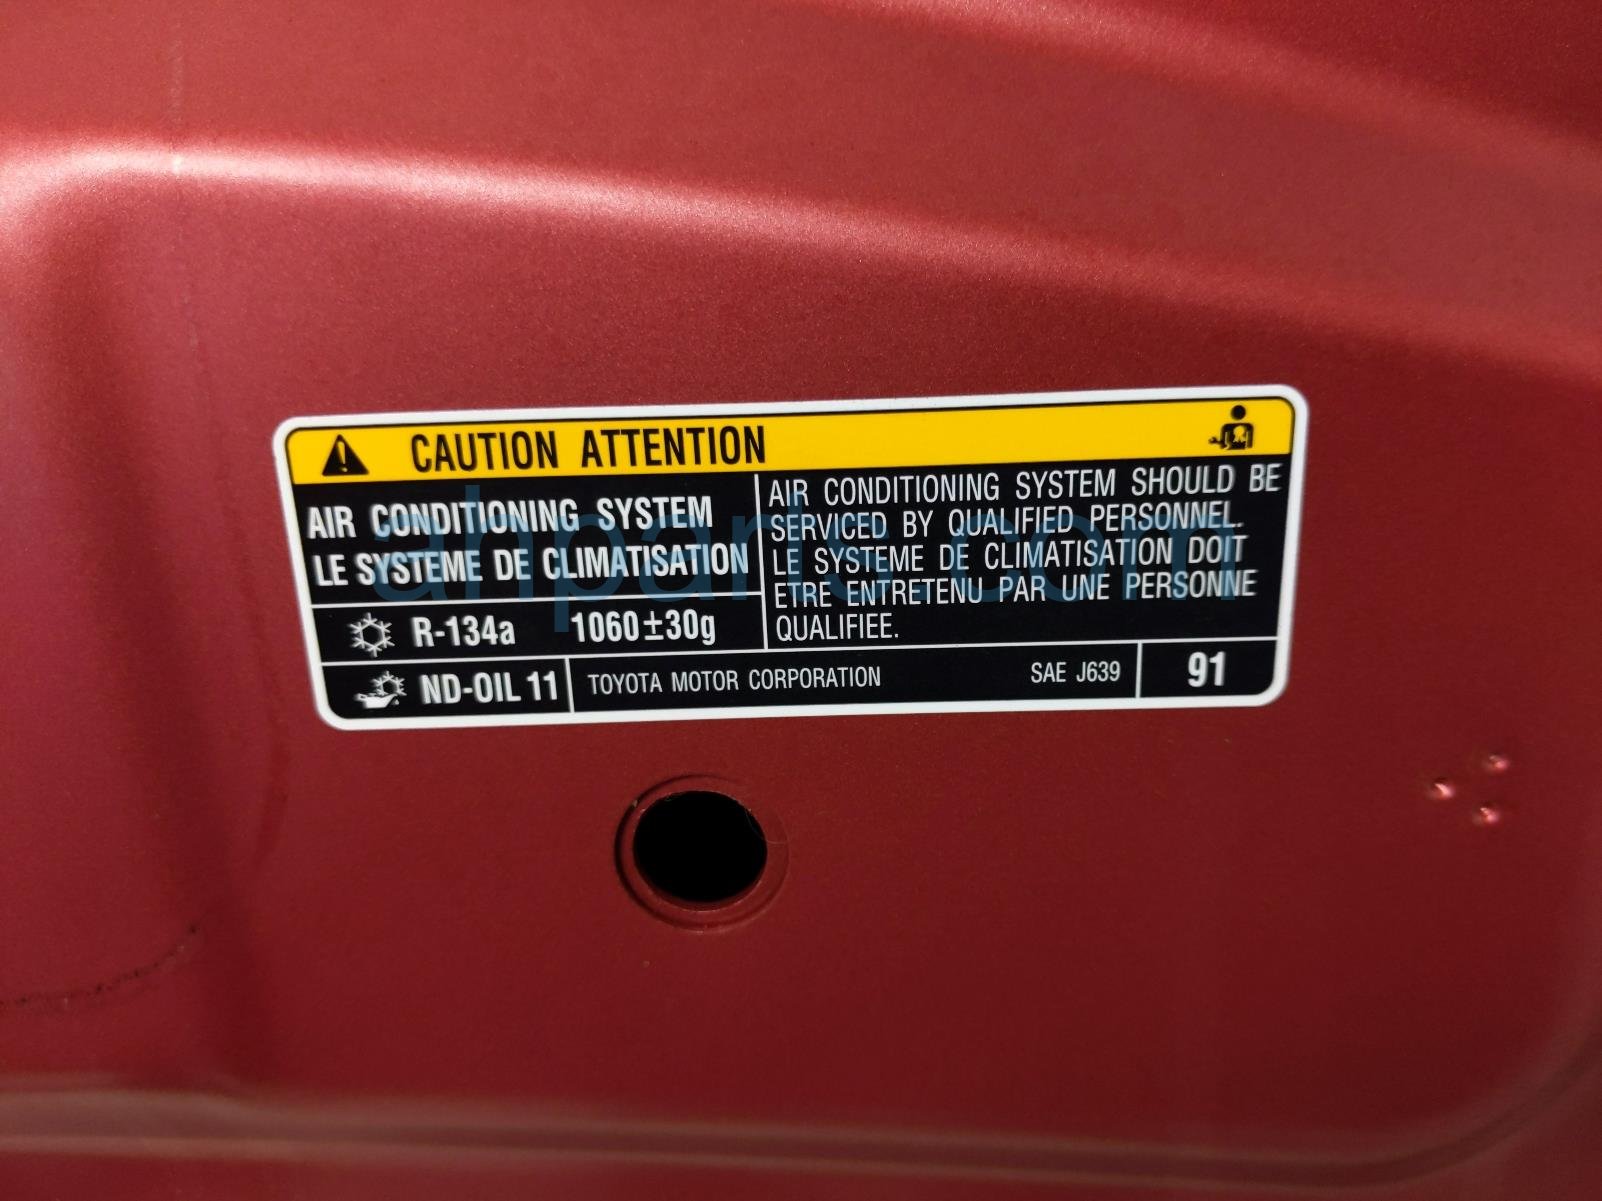 CAUTION ATTENTION
AIR CONDITIONING SYSTEM
LE SYSTEME DE CLIMATISATION
R-134a 1060±30g
AIR CONDITIONING SYSTEM SHOULD BE
SERVICED BY QUALIFIED PERSONNEL.
LE SYSTEME DE CLIMATISATION DOIT
ETRE ENTRETENU PAR UNE PERSONNE
QUALIFIEE.
ND-OIL 11 TOYOTA MOTOR CORPORATION SAE J639 91
ahparts.com